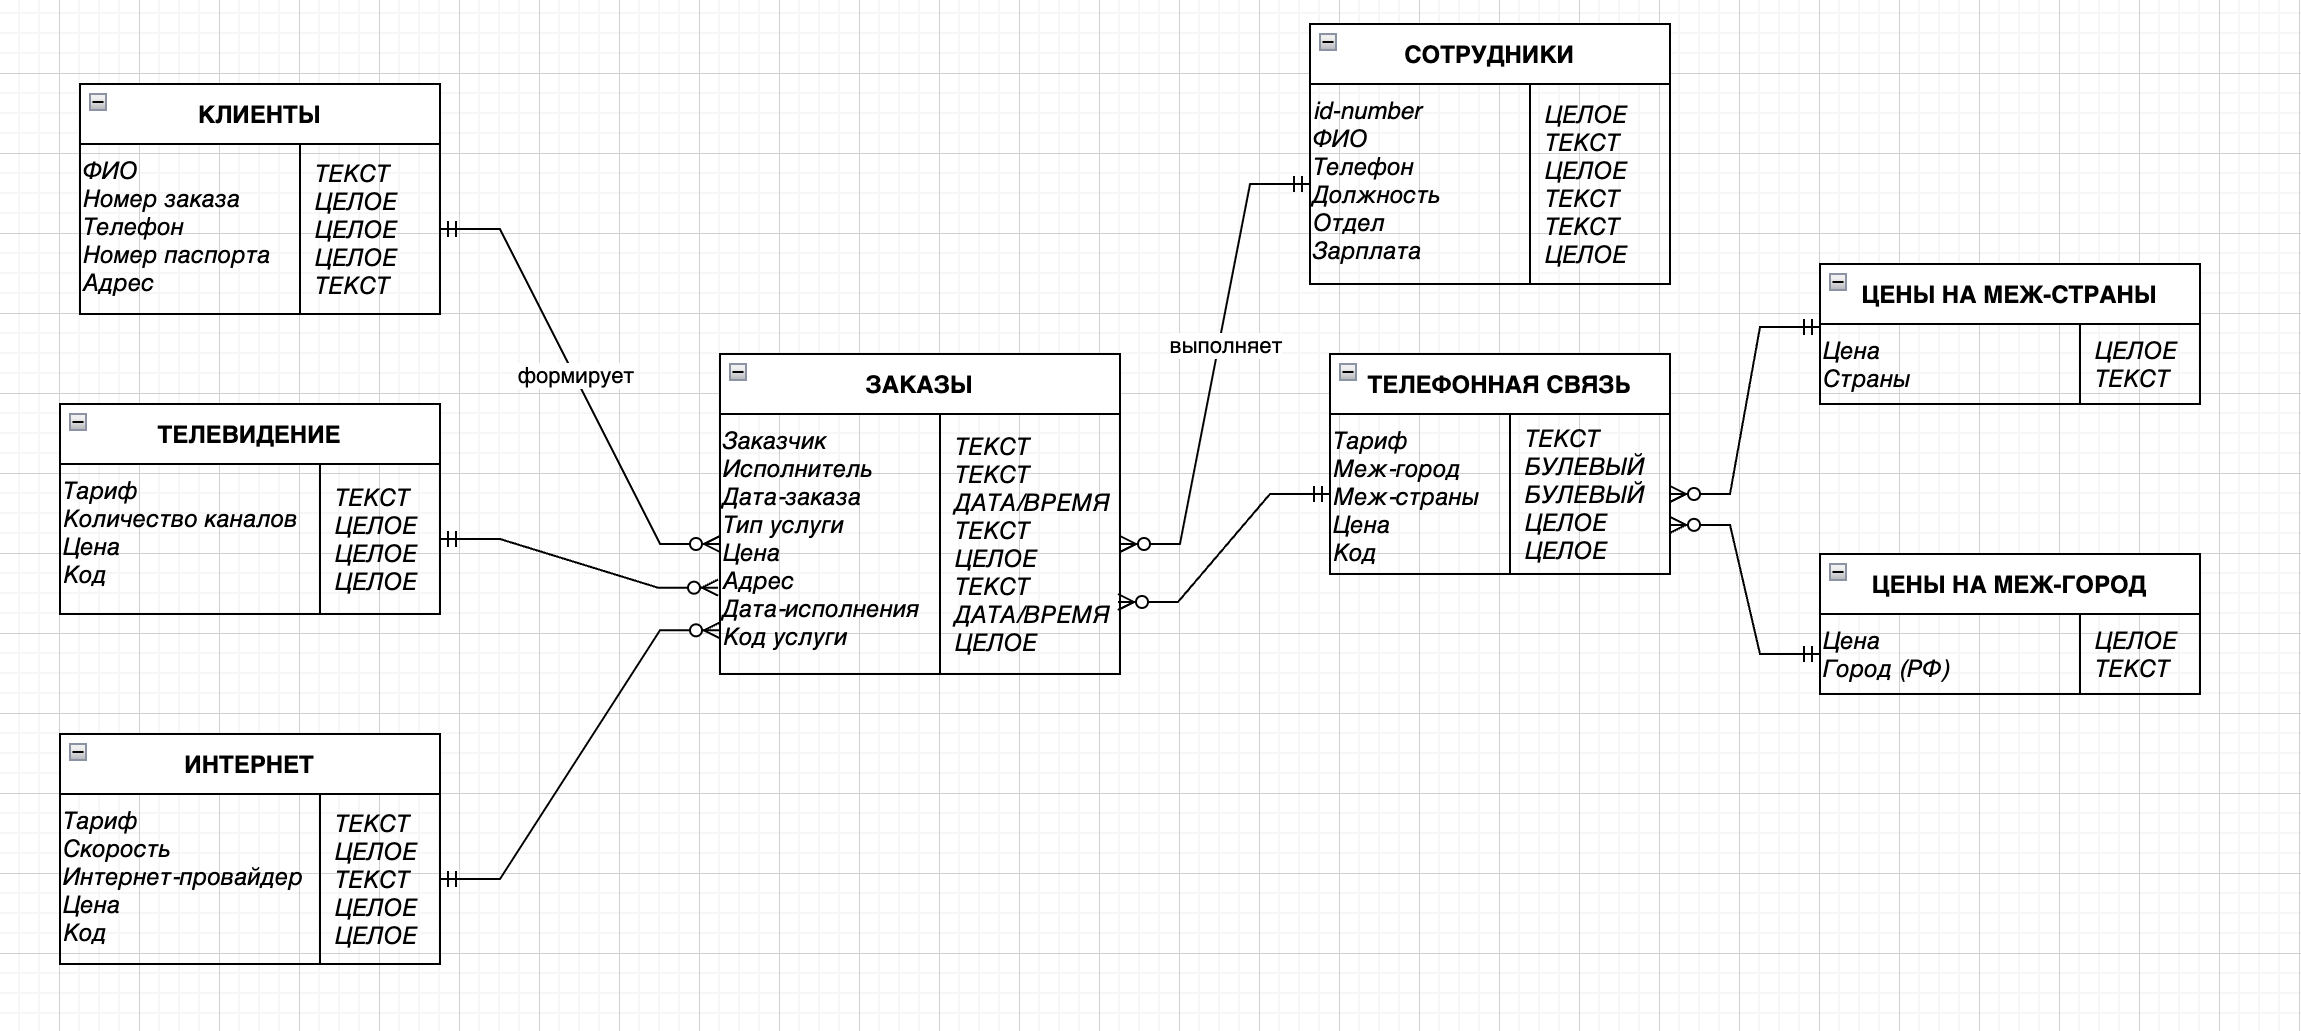 КЛИЕНТЫ
ФИО ТЕКСТ
Номер заказа ЦЕЛОЕ
Телефон ЦЕЛОЕ
Номер паспорта ЦЕЛОЕ
Адрес ТЕКСТ
формирует
ТЕЛЕВИДЕНИЕ
Тариф ТЕКСТ
Количество каналов ЦЕЛОЕ
Цена ЦЕЛОЕ
Код ЦЕЛОЕ
ИНТЕРНЕТ
Тариф ТЕКСТ
Скорость ЦЕЛОЕ
Интернет-провайдер ТЕКСТ
Цена ЦЕЛОЕ
Код ЦЕЛОЕ
ЗАКАЗЫ
Заказчик ТЕКСТ
Исполнитель ТЕКСТ
Дата-заказа ДАТА/ВРЕМЯ
Тип услуги ТЕКСТ
Цена ЦЕЛОЕ
Адрес ТЕКСТ
Дата-исполнения ДАТА/ВРЕМЯ
Код услуги ЦЕЛОЕ
выполняет
СОТРУДНИКИ
id-number ЦЕЛОЕ
ФИО ТЕКСТ
Телефон ЦЕЛОЕ
Должность ТЕКСТ
Отдел ТЕКСТ
Зарплата ЦЕЛОЕ
ТЕЛЕФОННАЯ СВЯЗЬ
Тариф ТЕКСТ
Меж-город БУЛЕВЫЙ
Меж-страны БУЛЕВЫЙ
Цена ЦЕЛОЕ
Код ЦЕЛОЕ
ЦЕНЫ НА МЕЖ-СТРАНЫ
Цена ЦЕЛОЕ
Страны ТЕКСТ
ЦЕНЫ НА МЕЖ-ГОРОД
Цена ЦЕЛОЕ
Город (РФ) ТЕКСТ